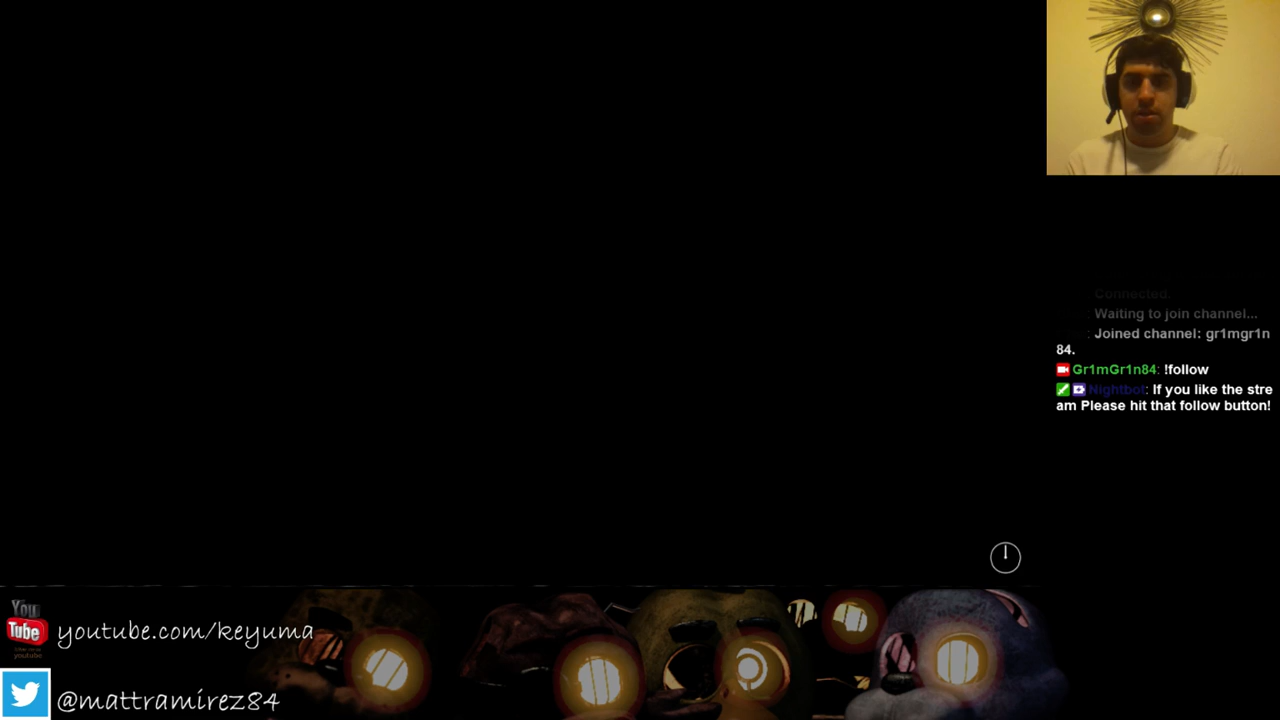 Connected.
: Waiting to join channel...
: Joined channel: gr1mgr1n
84.
Gr1mGr1n84: !follow
Nightbot: If you like the stre
am Please hit that follow button!
You
Tube
youtube.com/keyuma
@mattramirez84